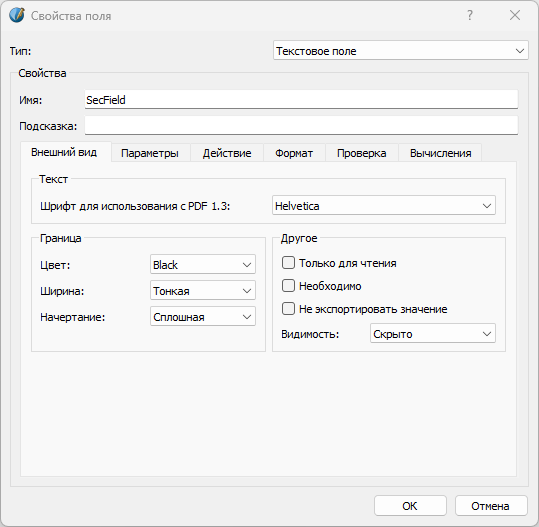 Свойства поля
?
Тип:
Текстовое поле
Свойства
Имя:
SecField
Подсказка:
Внешний вид
Параметры
Действие
Формат
Проверка
Вычисления
Текст
Шрифт для использования с PDF 1.3:
Helvetica
Граница
Цвет:
Black
Ширина:
Тонкая
Начертание:
Сплошная
Другое
Только для чтения
Необходимо
Не экспортировать значение
Видимость:
Скрыто
ОК
Отмена